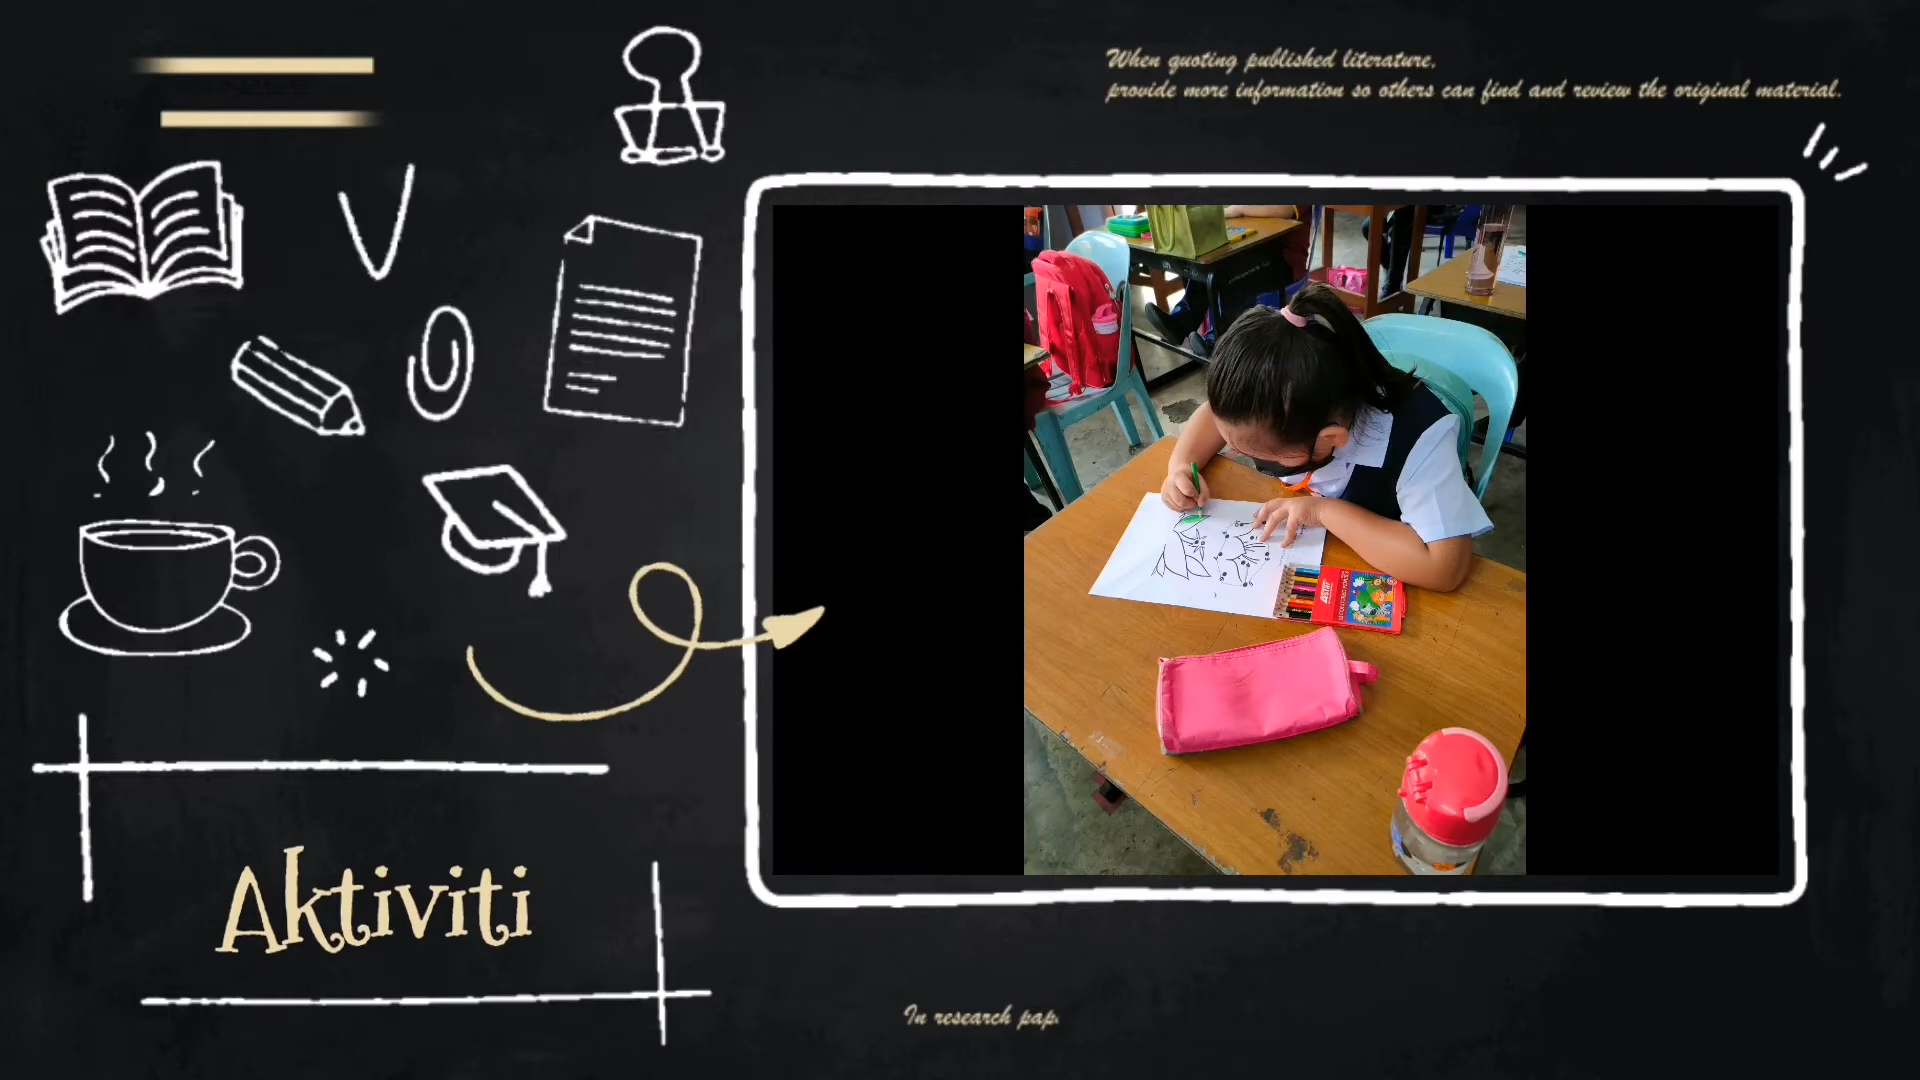 When quoting published literature,
provide more information so others can find and review the original material.
Aktiviti
In research pap